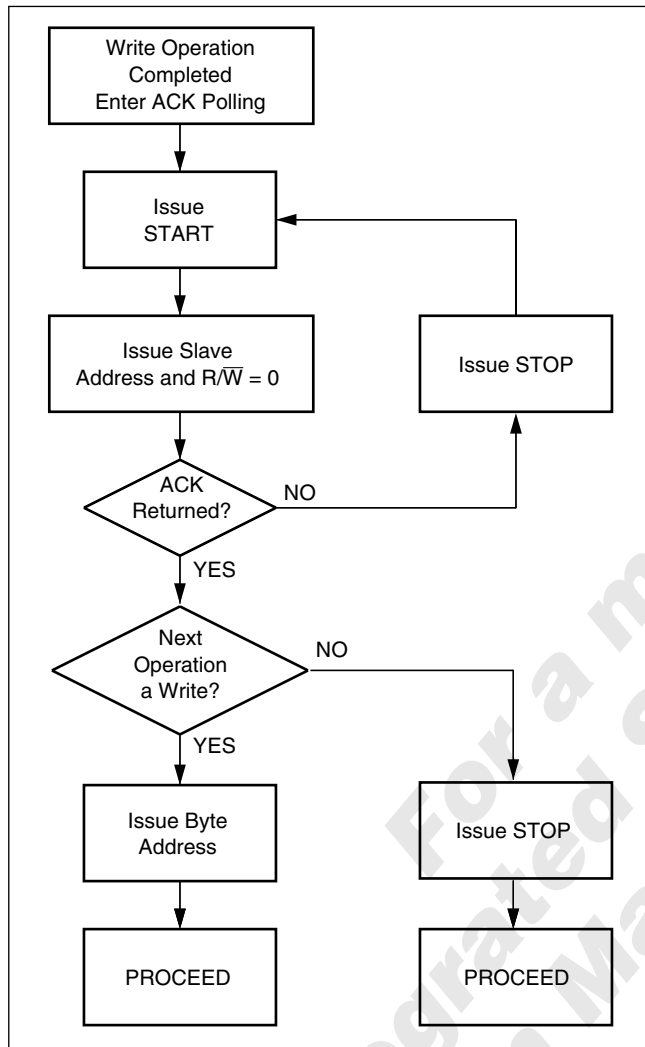 Write Operation
Completed
Enter ACK Polling
Issue
START
Issue Slave
Address and R/W̅ = 0
Issue STOP
ACK
Returned?
NO
YES
Next
Operation
a Write?
NO
YES
Issue Byte
Address
Issue STOP
PROCEED
PROCEED
For a m